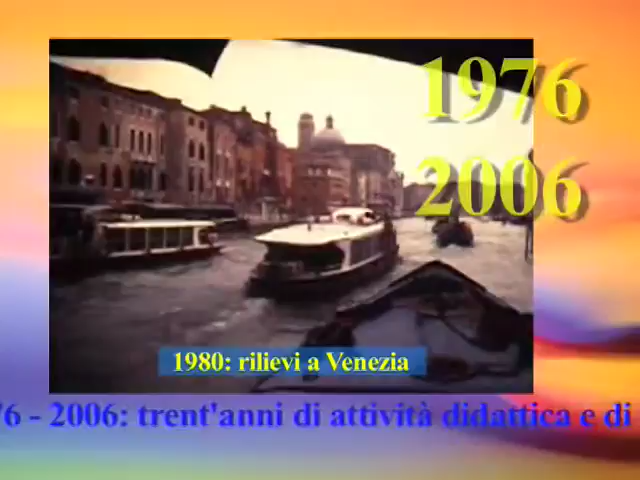 1976
2006
1980: rilievi a Venezia
76 - 2006: trent'anni di attività didattica e di